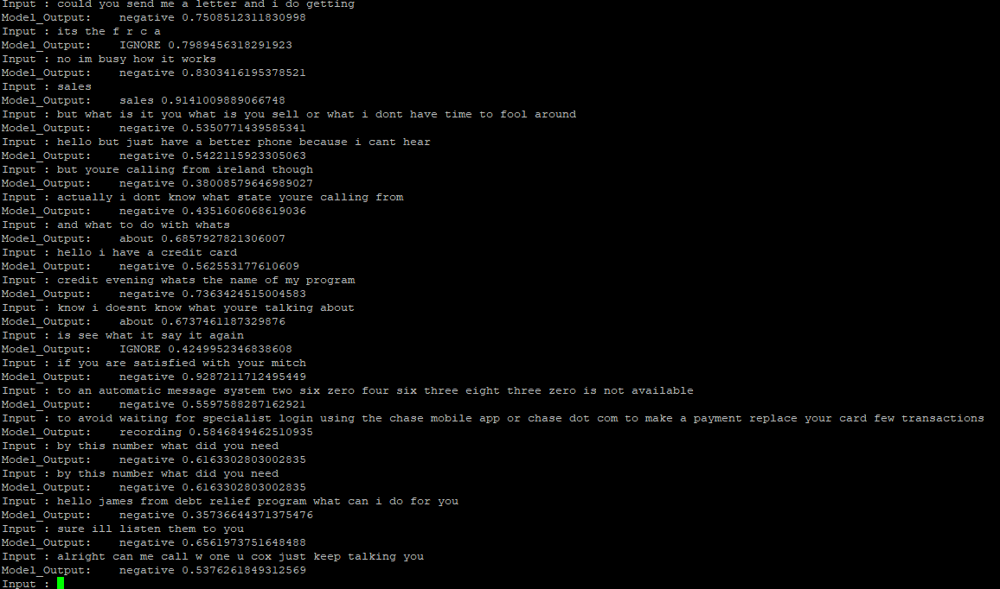 Input : could you send me a letter and i do getting
Model_Output:    negative 0.7508512311830998
Input : its the f r c a
Model_Output:    IGNORE 0.7989456318291923
Input : no im busy how it works
Model_Output:    negative 0.8303416195378521
Input : sales
Model_Output:    sales 0.9141009889066748
Input : but what is it you what is you sell or what i dont have time to fool around
Model_Output:    negative 0.5350771439585341
Input : hello but just have a better phone because i cant hear
Model_Output:    negative 0.5422115923305063
Input : but youre calling from ireland though
Model_Output:    negative 0.38008579646989027
Input : actually i dont know what state youre calling from
Model_Output:    negative 0.4351606068619036
Input : and what to do with whats
Model_Output:    about 0.6857927821306007
Input : hello i have a credit card
Model_Output:    negative 0.562553177610609
Input : credit evening whats the name of my program
Model_Output:    negative 0.7363424515004583
Input : know i doesnt know what youre talking about
Model_Output:    about 0.6737461187329876
Input : is see what it say it again
Model_Output:    IGNORE 0.4249952346838608
Input : if you are satisfied with your mitch
Model_Output:    negative 0.9287211712495449
Input : to an automatic message system two six zero four six three eight three zero is not available
Model_Output:    negative 0.5597588287162921
Input : to avoid waiting for specialist login using the chase mobile app or chase dot com to make a payment replace your card few transactions
Model_Output:    recording 0.5846849462510935
Input : by this number what did you need
Model_Output:    negative 0.6163302803002835
Input : by this number what did you need
Model_Output:    negative 0.6163302803002835
Input : hello james from debt relief program what can i do for you
Model_Output:    negative 0.35736644371375476
Input : sure ill listen them to you
Model_Output:    negative 0.6561973751648488
Input : alright can me call w one u cox just keep talking you
Model_Output:    negative 0.5376261849312569
Input :